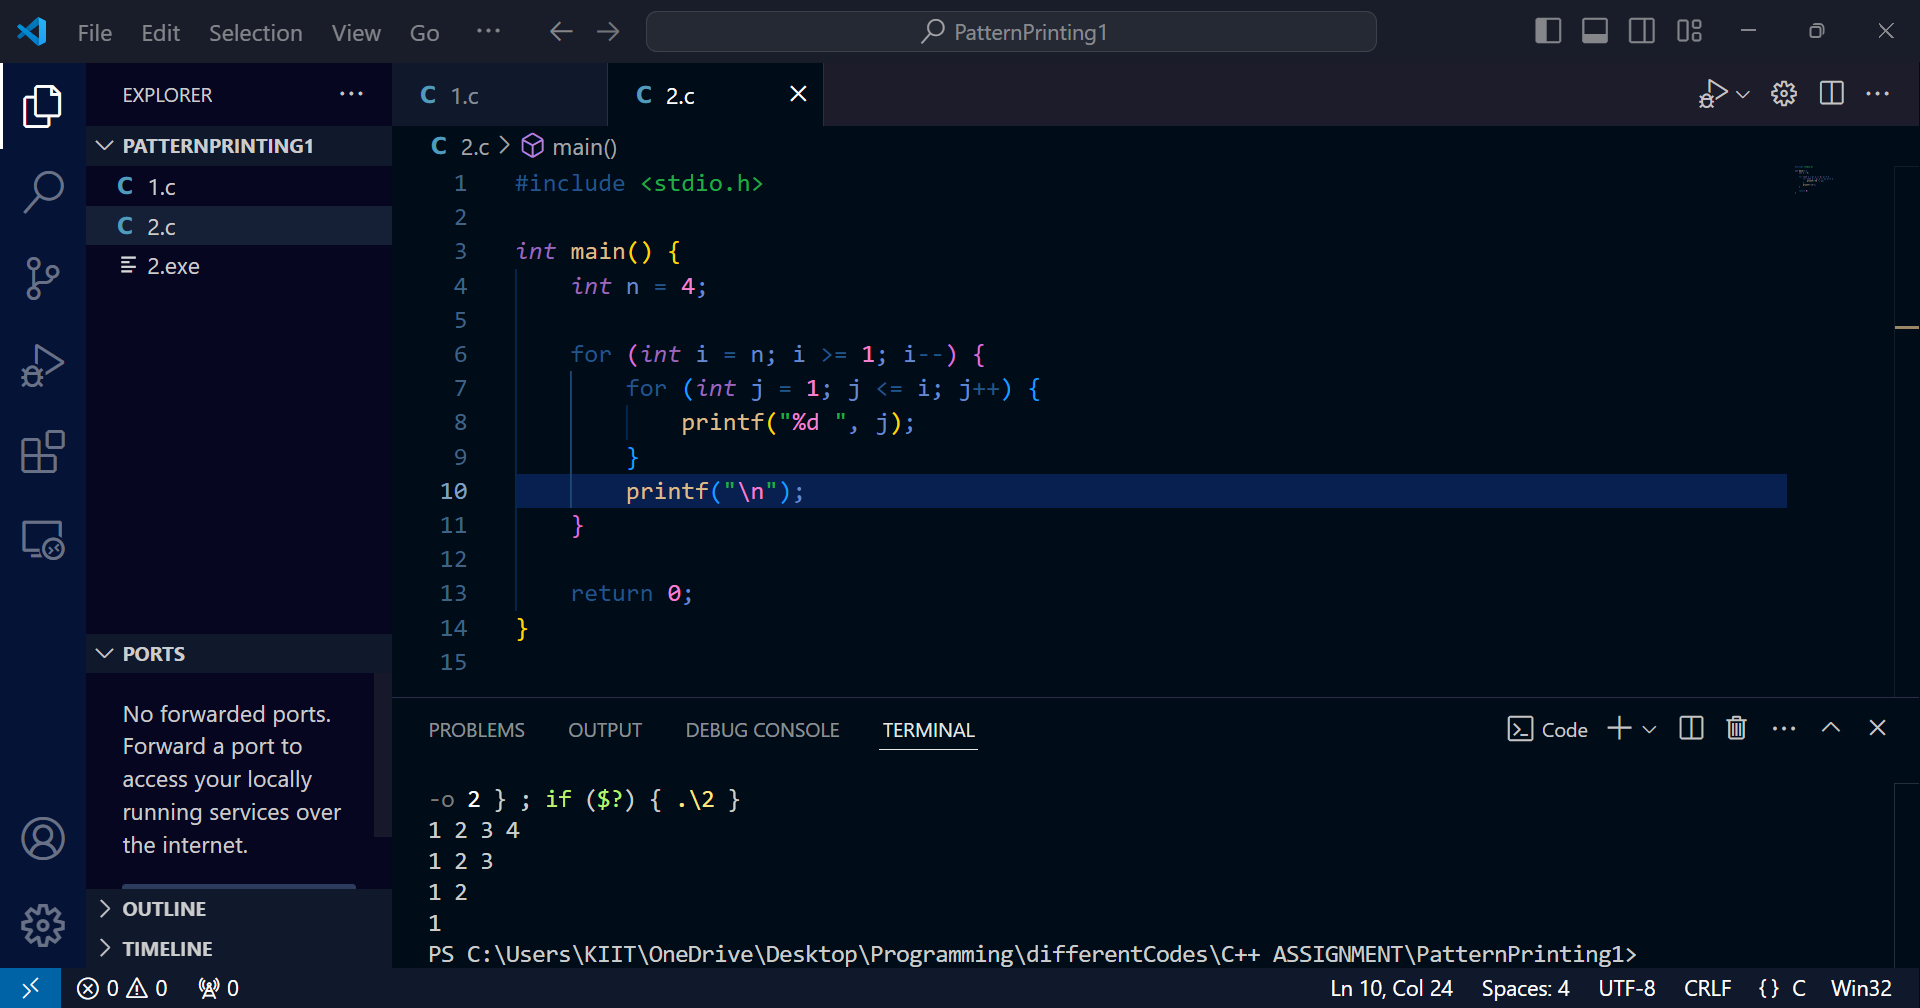 File Edit Selection View Go ··· PatternPrinting1
EXPLORER ···
PATTERNPRINTING1
C 1.c
C 2.c
2.exe
PORTS
No forwarded ports.
Forward a port to
access your locally
running services over
the internet.
OUTLINE
TIMELINE
C 1.c C 2.c
C 2.c > main()
1 #include <stdio.h>
2
3 int main() {
4     int n = 4;
5
6     for (int i = n; i >= 1; i--) {
7         for (int j = 1; j <= i; j++) {
8             printf("%d ", j);
9         }
10         printf("\n");
11     }
12
13     return 0;
14 }
15
PROBLEMS OUTPUT DEBUG CONSOLE TERMINAL Code
-o 2 } ; if ($?) { .\2 }
1 2 3 4
1 2 3
1 2
1
PS C:\Users\KIIT\OneDrive\Desktop\Programming\differentCodes\C++ ASSIGNMENT\PatternPrinting1>
0 0 0 Ln 10, Col 24 Spaces: 4 UTF-8 CRLF {} C Win32